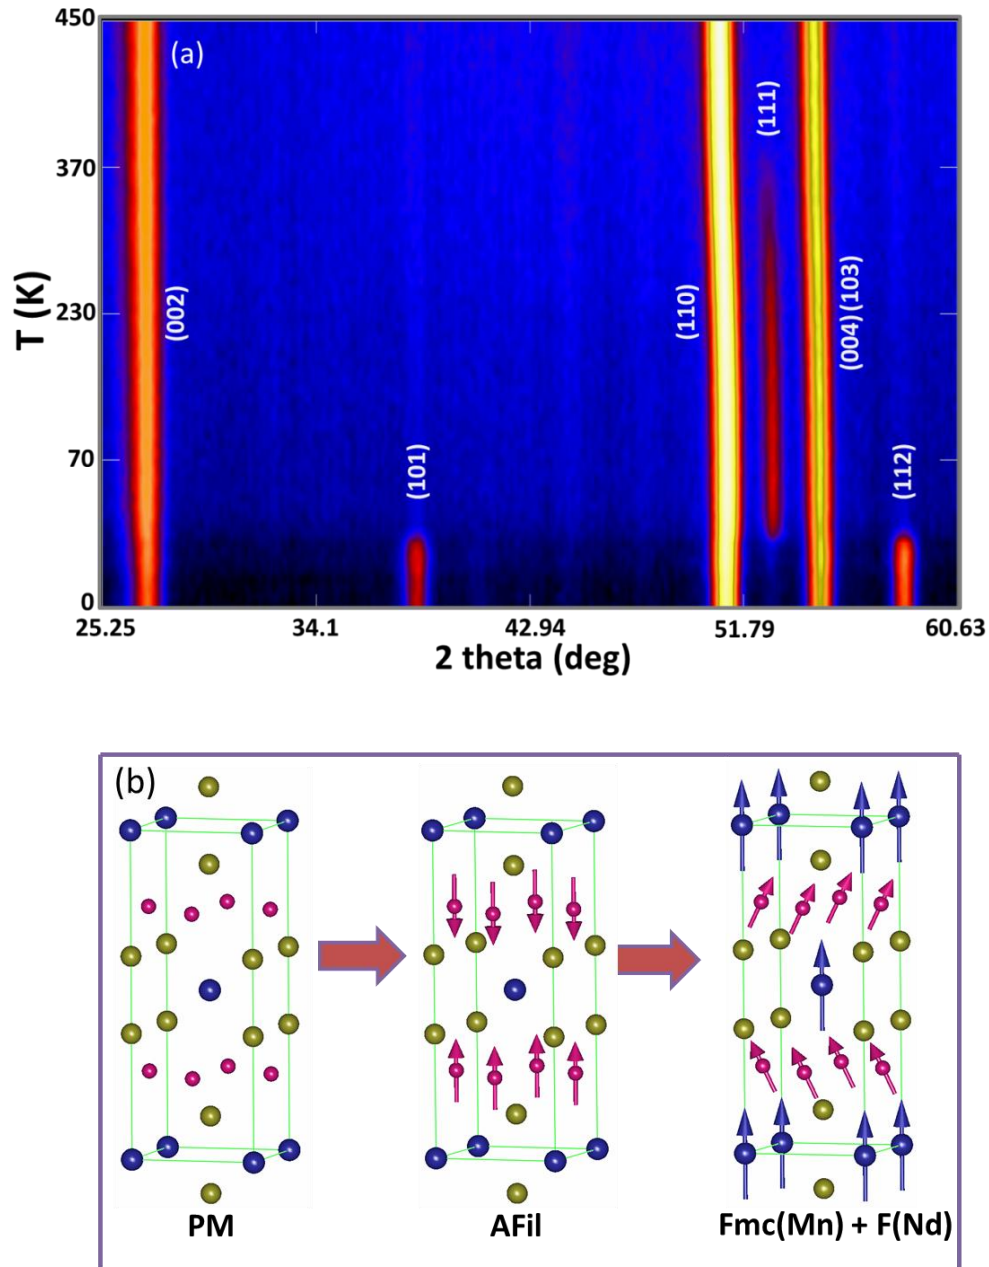 450
(a)
(111)
370
(002)
(110)
(004) (103)
230
T (K)
(101)
(112)
70
0
25.25 34.1 42.94 51.79 60.63
2 theta (deg)
(b)
PM AFil Fmc(Mn) + F(Nd)